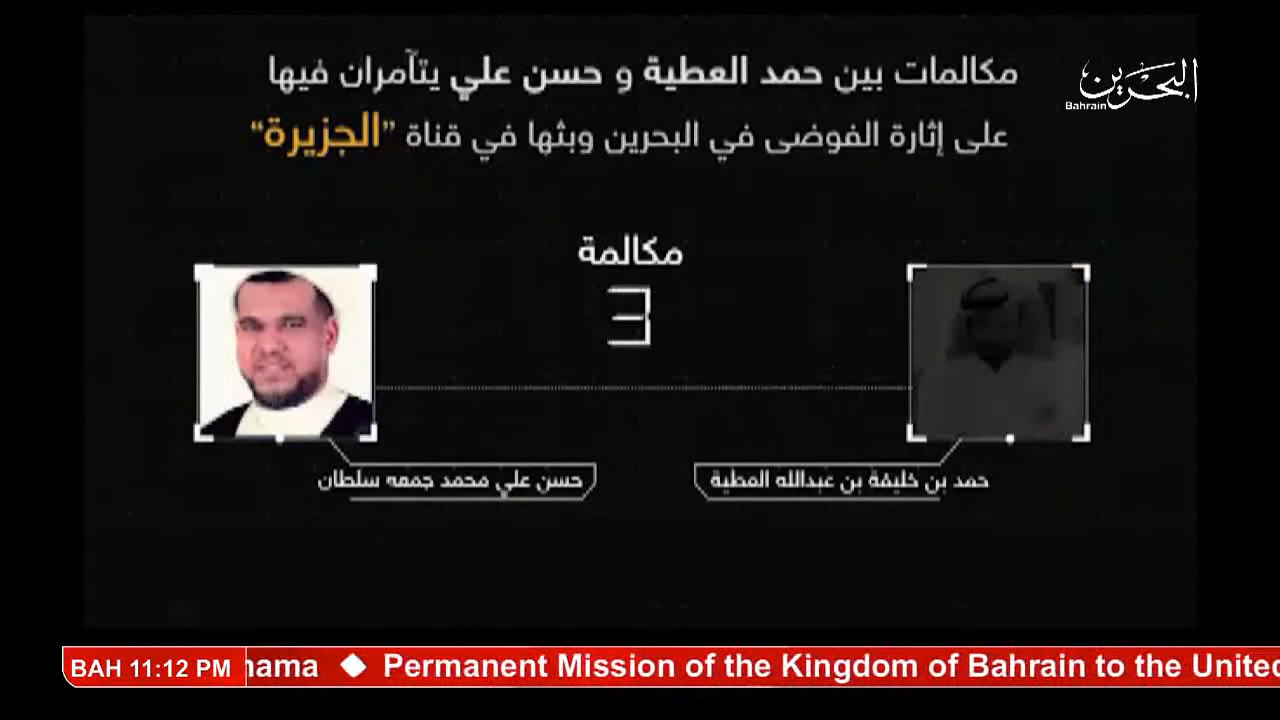 مكالمات بين حمد العطية و حسن علي يتآمران فيها
على إثارة الفوضى في البحرين وبثها في قناة "الجزيرة"
البحرين
Bahrain
مكالمة
3
حمد بن خليفة بن عبدالله العطية
حسن علي محمد جمعه سلطان
BAH 11:12 PM
nama ◆ Permanent Mission of the Kingdom of Bahrain to the United